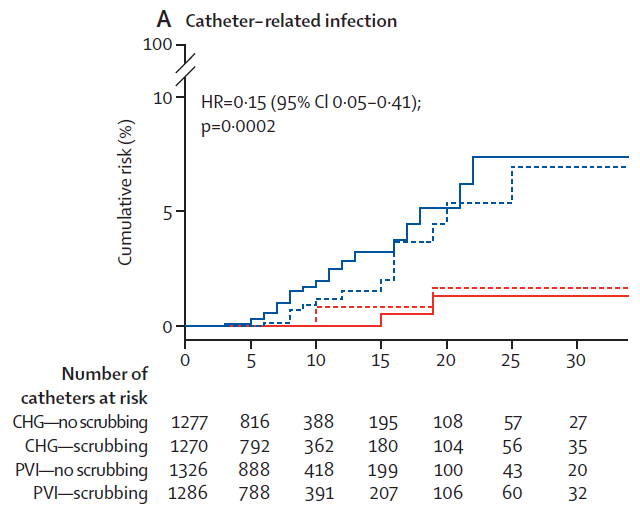 A Catheter-related infection
100
10
HR=0·15 (95% CI 0·05–0·41);
p=0·0002
Cumulative risk (%)
5
0
0 5 10 15 20 25 30
Number of
catheters at risk
CHG—no scrubbing 1277 816 388 195 108 57 27
CHG—scrubbing 1270 792 362 180 104 56 35
PVI—no scrubbing 1326 888 418 199 100 43 20
PVI—scrubbing 1286 788 391 207 106 60 32